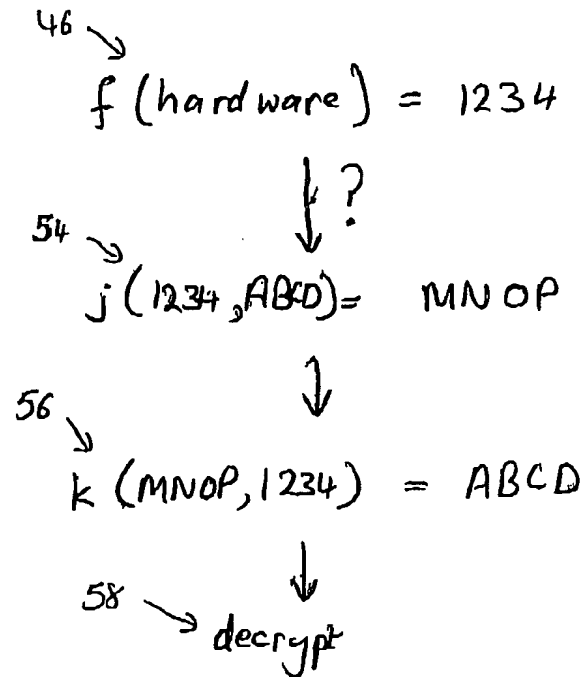 46
f (hardware) = 1234
?
54
j (1234, ABCD) = MNOP
56
k (MNOP, 1234) = ABCD
58
decrypt